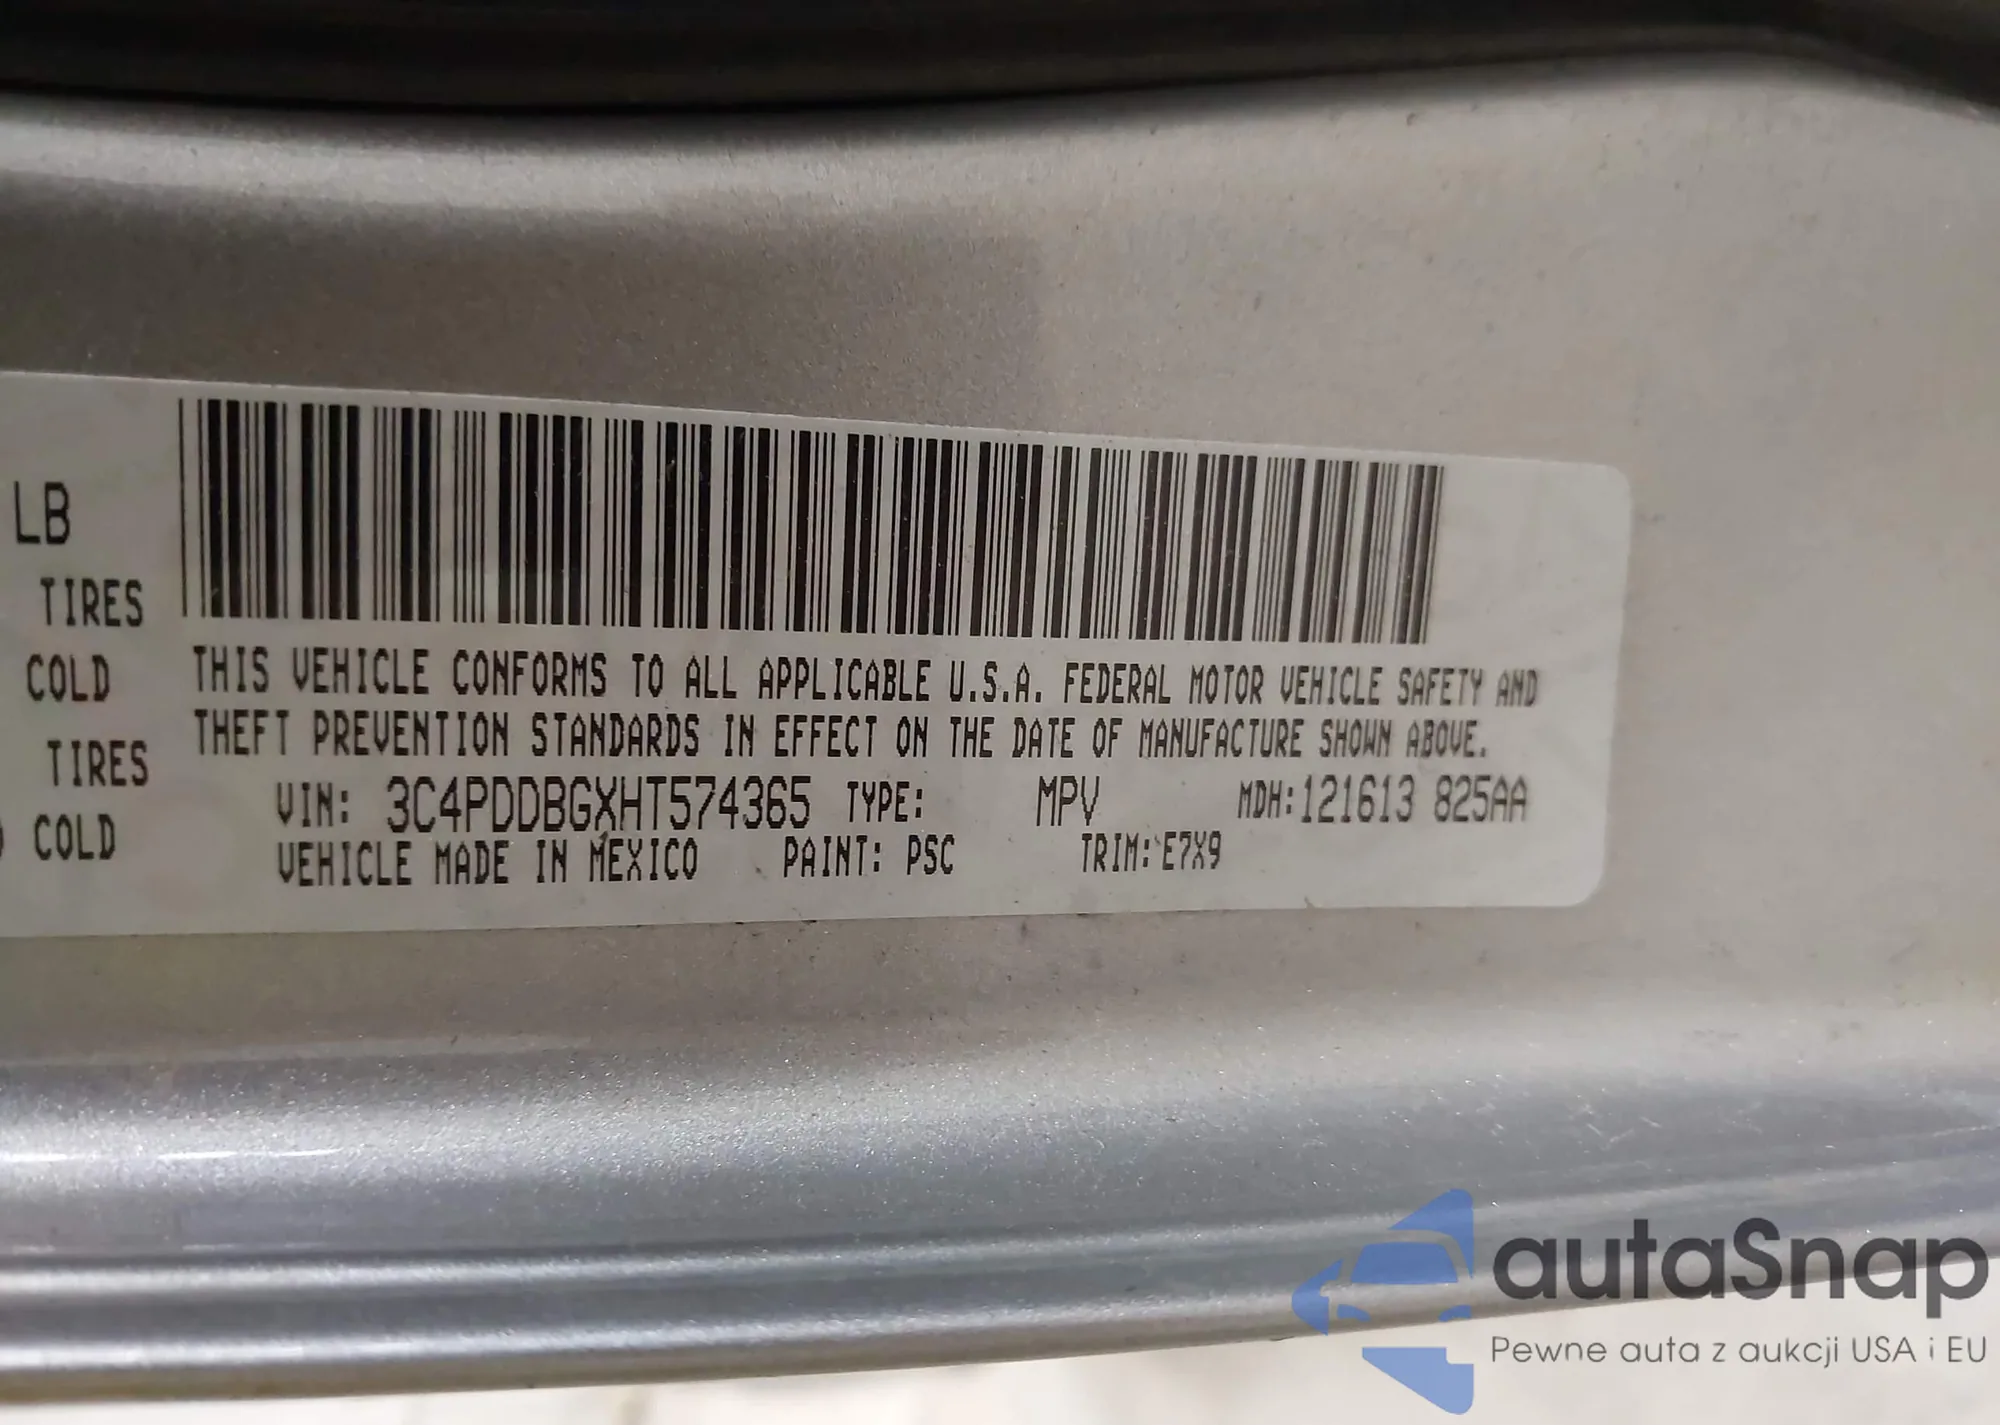 LB
TIRES
COLD
TIRES
COLD
THIS VEHICLE CONFORMS TO ALL APPLICABLE U.S.A. FEDERAL MOTOR VEHICLE SAFETY AND
THEFT PREVENTION STANDARDS IN EFFECT ON THE DATE OF MANUFACTURE SHOWN ABOVE.
VIN: 3C4PDDBGXHT574365 TYPE: MPV MDH: 121613 825AA
VEHICLE MADE IN MEXICO PAINT: PSC TRIM: E7X9
autaSnap
Pewne auta z aukcji USA i EU